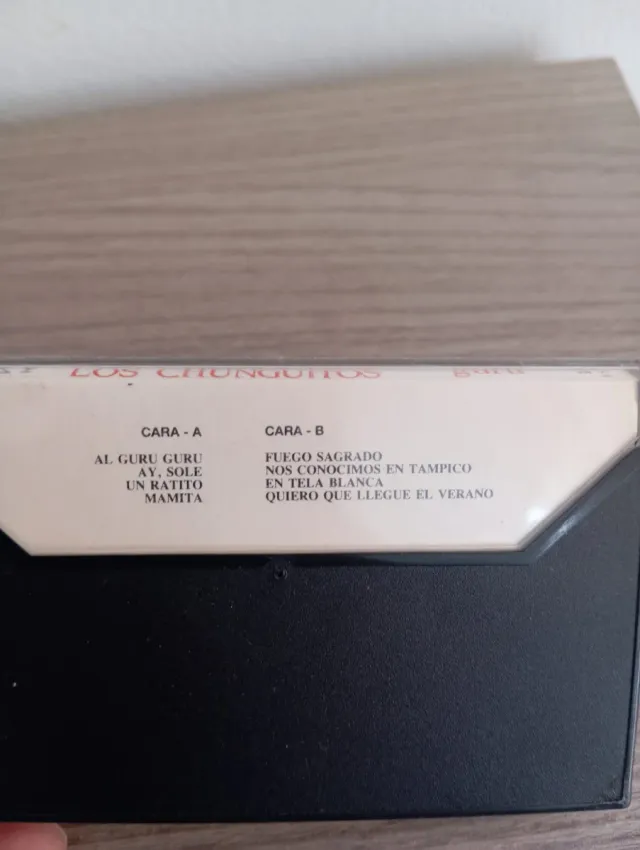 LOS CHUNGUITOS guru
CARA - A
AL GURU GURU
AY, SOLE
UN RATITO
MAMITA
CARA - B
FUEGO SAGRADO
NOS CONOCIMOS EN TAMPICO
EN TELA BLANCA
QUIERO QUE LLEGUE EL VERANO